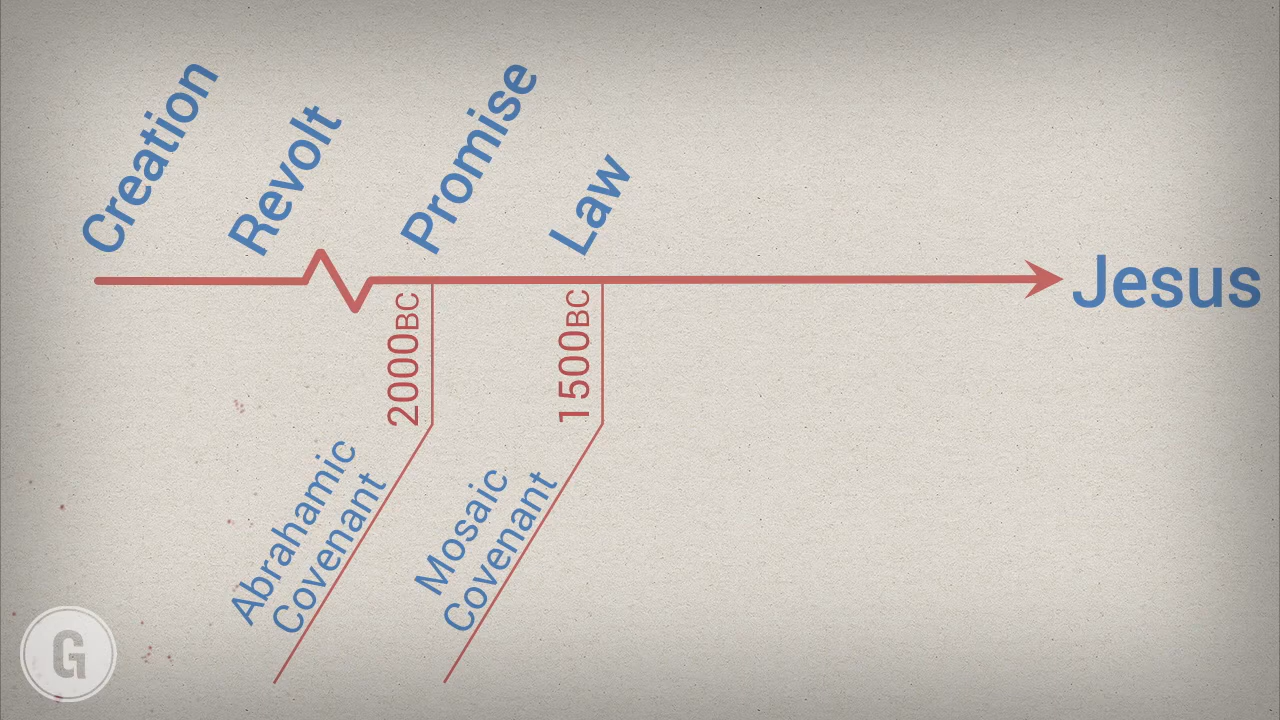 Creation
Revolt
Promise
Law
Jesus
2000BC
1500BC
Abrahamic
Covenant
Mosaic
Covenant
G